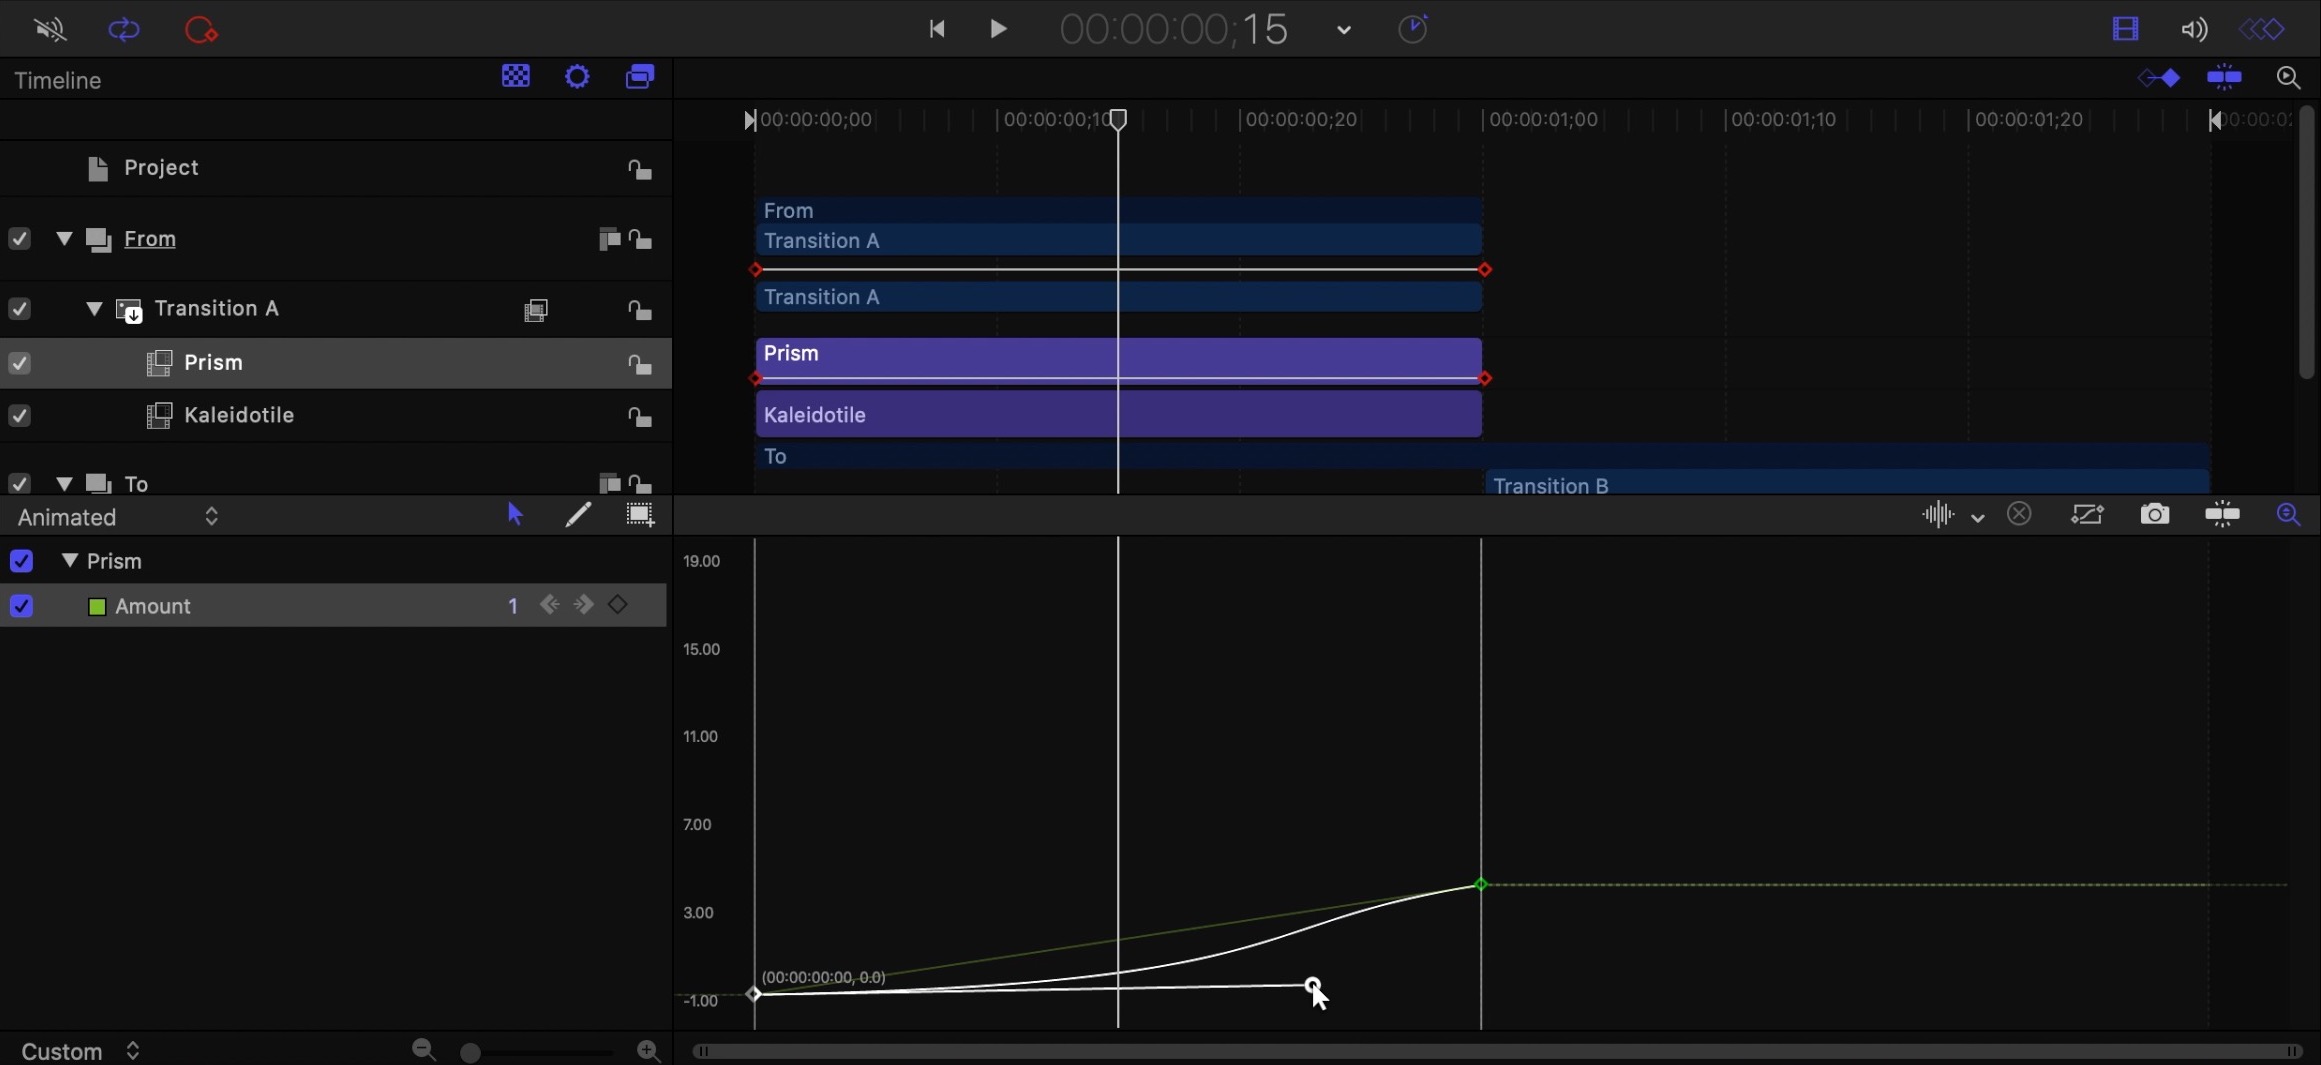 00:00:00;15
Timeline
00:00:00;00 00:00:00;10 00:00:00;20 00:00:01;00 00:00:01;10 00:00:01;20
Project
From
From
Transition A
Transition A
Transition A
Prism
Prism
Kaleidotile
Kaleidotile
To
To
Transition B
Animated
Prism
Amount 1
19.00
15.00
11.00
7.00
3.00
(00:00:00:00, 0.0)
-1.00
Custom